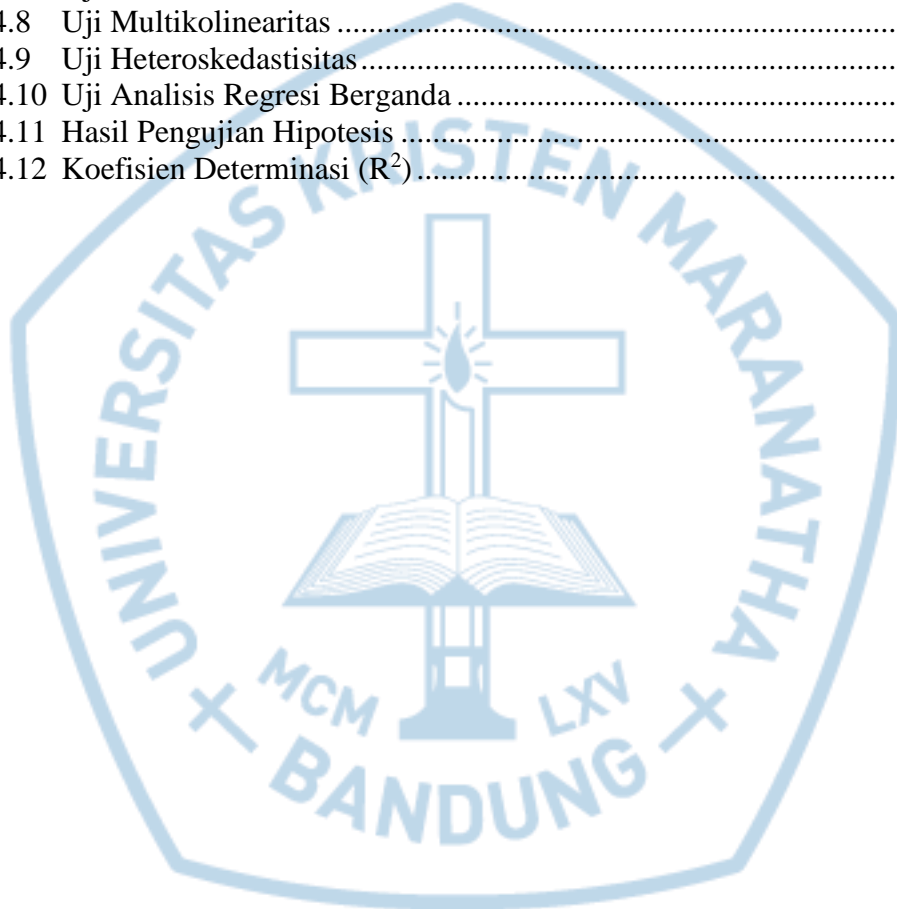 4.8 Uji Multikolinearitas ........................................................................
4.9 Uji Heteroskedastisitas .....................................................................
4.10 Uji Analisis Regresi Berganda .........................................................
4.11 Hasil Pengujian Hipotesis ................................................................
4.12 Koefisien Determinasi (R²) ..............................................................
UNIVERSITAS KRISTEN MARANATHA
MCM LXV
BANDUNG